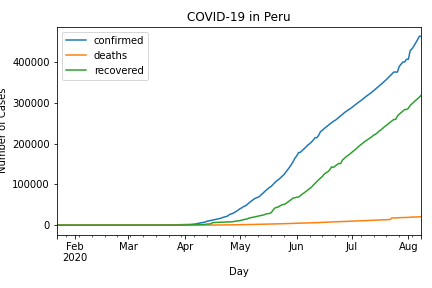 COVID-19 in Peru
confirmed
deaths
recovered
Number of Cases
400000
300000
200000
100000
0
Feb Mar Apr May Jun Jul Aug
2020
Day